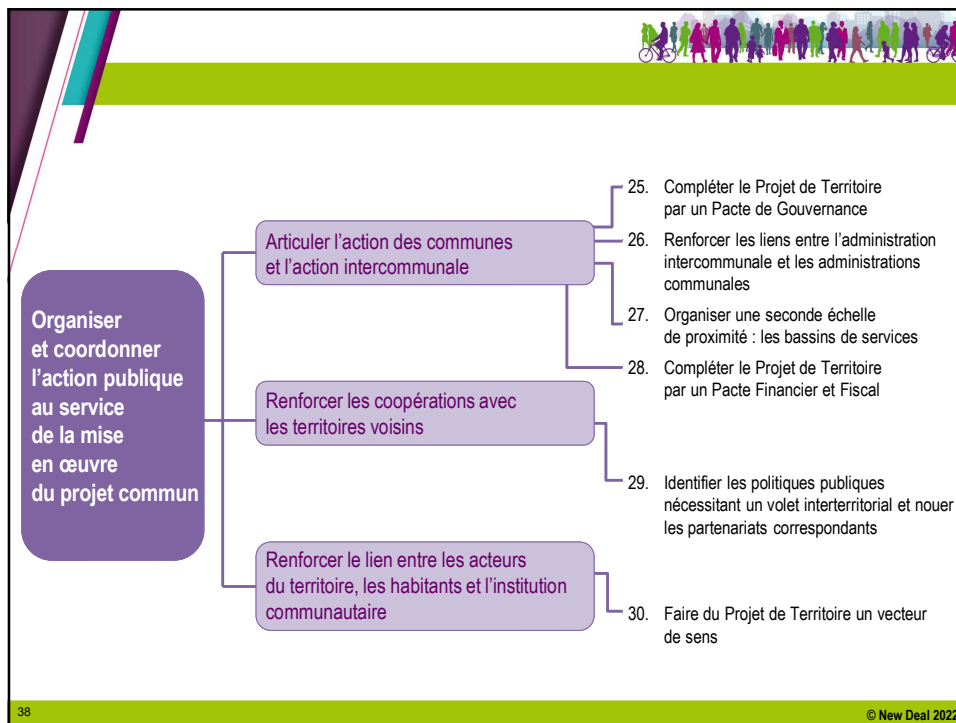 Organiser
et coordonner
l'action publique
au service
de la mise
en œuvre
du projet commun
Articuler l'action des communes
et l'action intercommunale
25. Compléter le Projet de Territoire
par un Pacte de Gouvernance
26. Renforcer les liens entre l'administration
intercommunale et les administrations
communales
27. Organiser une seconde échelle
de proximité : les bassins de services
28. Compléter le Projet de Territoire
par un Pacte Financier et Fiscal
Renforcer les coopérations avec
les territoires voisins
29. Identifier les politiques publiques
nécessitant un volet interterritorial et nouer
les partenariats correspondants
Renforcer le lien entre les acteurs
du territoire, les habitants et l'institution
communautaire
30. Faire du Projet de Territoire un vecteur
de sens
38
© New Deal 2022